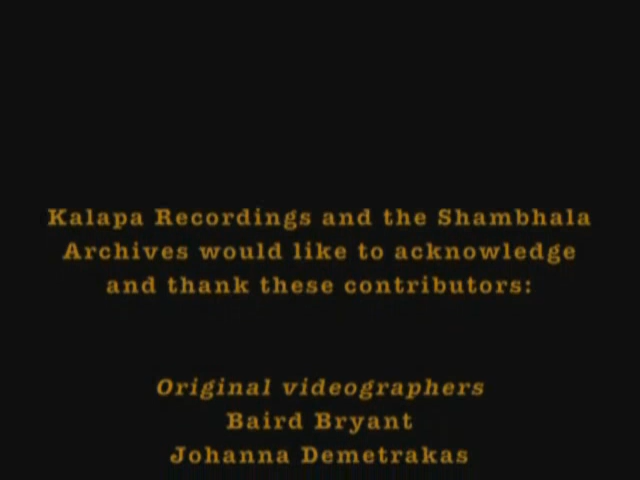 Kalapa Recordings and the Shambhala
Archives would like to acknowledge
and thank these contributors:
Original videographers
Baird Bryant
Johanna Demetrakas